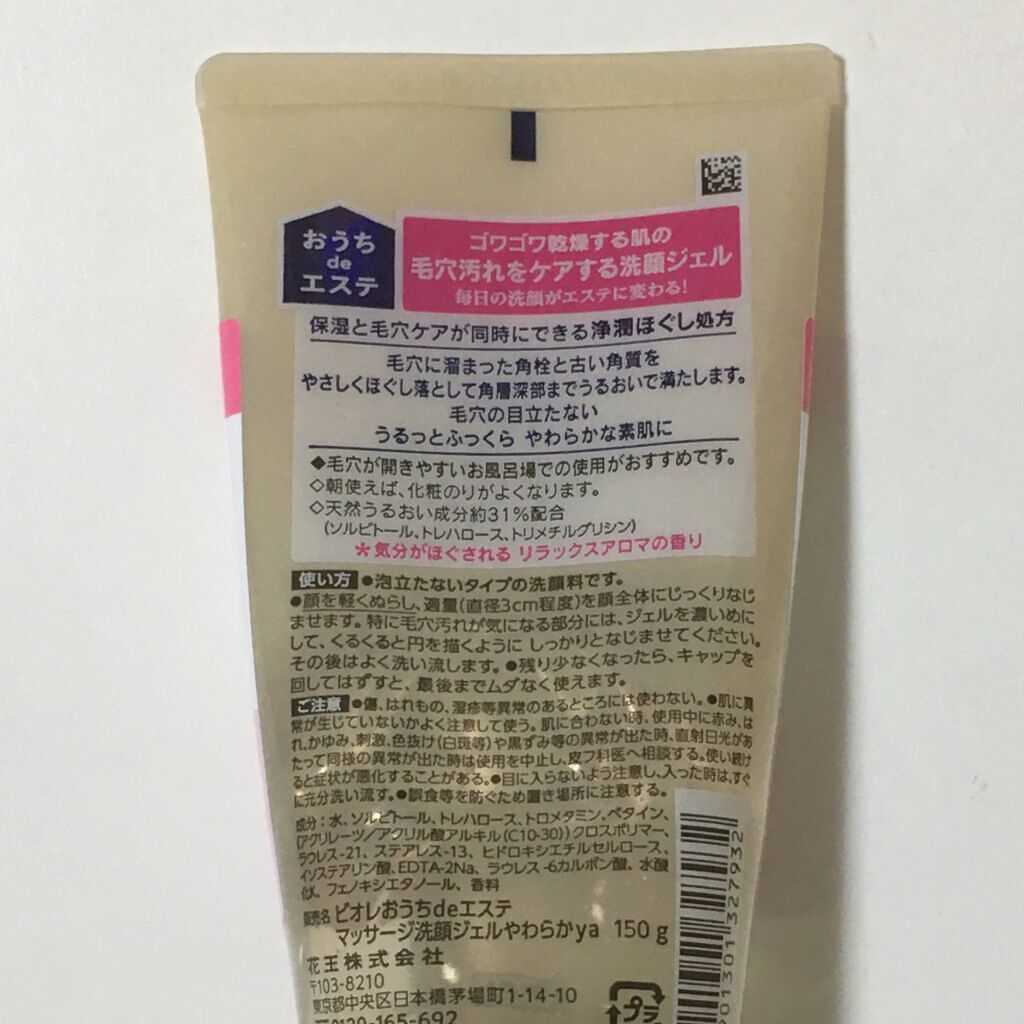 おうち
de
エステ
ゴワゴワ乾燥する肌の
毛穴汚れをケアする洗顔ジェル
毎日の洗顔がエステに変わる!
保湿と毛穴ケアが同時にできる浄潤ほぐし処方
毛穴に溜まった角栓と古い角質を
やさしくほぐし落として角層深部までうるおいで満たします。
毛穴の目立たない
うるっとふっくら やわらかな素肌に
◆毛穴が開きやすいお風呂場での使用がおすすめです。
◇朝使えば、化粧のりがよくなります。
◇天然うるおい成分約31%配合
(ソルビトール、トレハロース、トリメチルグリシン)
*気分がほぐされる リラックスアロマの香り
使い方 ●泡立たないタイプの洗顔料です。
●顔を軽くぬらし、適量(直径3cm程度)を顔全体にじっくりなじ
ませます。特に毛穴汚れが気になる部分には、ジェルを濃いめに
して、くるくると円を描くように しっかりとなじませてください。
その後はよく洗い流します。●残り少なくなったら、キャップを
回してはずすと、最後までムダなく使えます。
ご注意 ●傷、はれもの、湿疹等異常のあるところには使わない。●肌に異
常が生じていないかよく注意して使う。肌に合わない時、使用中に赤み、は
れ、かゆみ、刺激、色抜け(白斑等)や黒ずみ等の異常が出た時、直射日光があ
たって同様の異常が出た時は使用を中止し、皮フ科医へ相談する。使い続け
ると症状が悪化することがある。●目に入らないよう注意し、入った時は、すぐ
に充分洗い流す。●誤食等を防ぐため置き場所に注意する。
成分:水、ソルビトール、トレハロース、トロメタミン、ベタイン、
(アクリレーツ/アクリル酸アルキル(C10-30))クロスポリマー、
ラウレス-21、ステアレス-13、ヒドロキシエチルセルロース、
イソステアリン酸、EDTA-2Na、ラウレス-6カルボン酸、水酸
化K、フェノキシエタノール、香料
販売名 ビオレおうちdeエステ
マッサージ洗顔ジェルやわらかya 150g
花王株式会社
〒103-8210
東京都中央区日本橋茅場町1-14-10
0120-165-692
プラ
901301327932